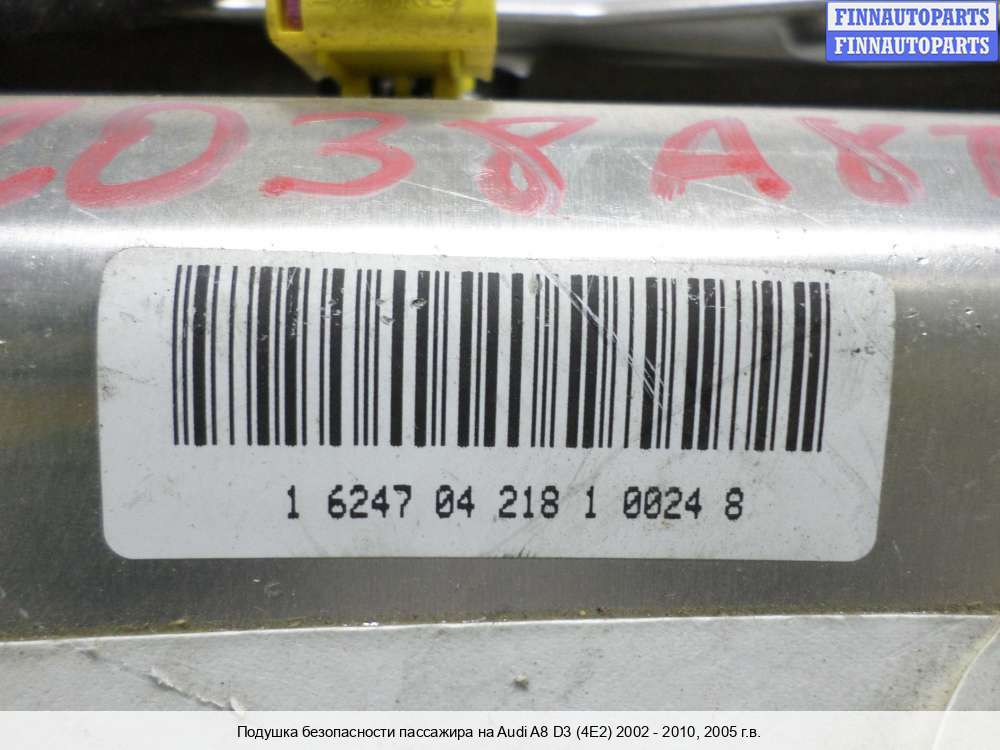 FINNAUTOPARTS
FINNAUTOPARTS
2038 A8
1 6247 04 218 1 0024 8
Подушка безопасности пассажира на Audi A8 D3 (4E2) 2002 - 2010, 2005 г.в.